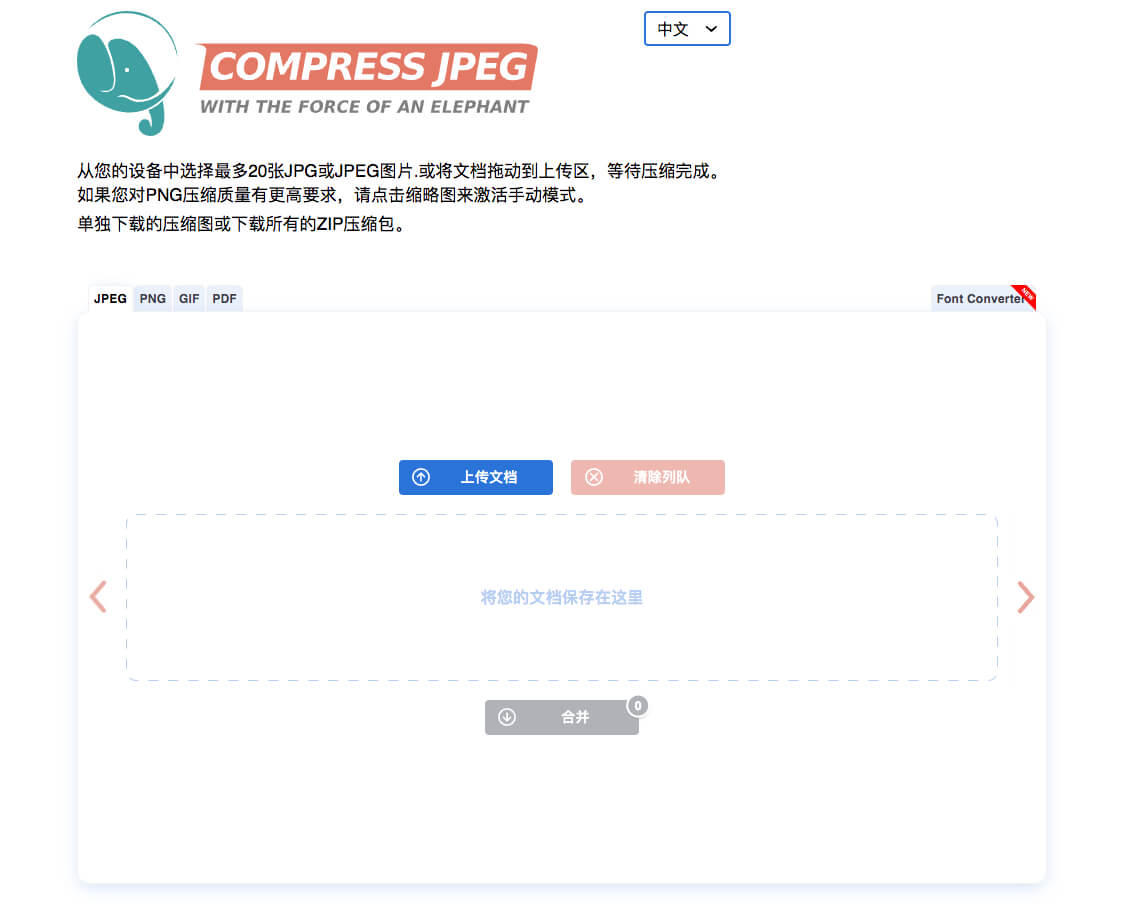 中文
COMPRESS JPEG
WITH THE FORCE OF AN ELEPHANT
从您的设备中选择最多20张JPG或JPEG图片.或将文档拖动到上传区，等待压缩完成。
如果您对PNG压缩质量有更高要求，请点击缩略图来激活手动模式。
单独下载的压缩图或下载所有的ZIP压缩包。
JPEG PNG GIF PDF Font Converter NEW
上传文档 清除列队
将您的文档保存在这里
合并 0